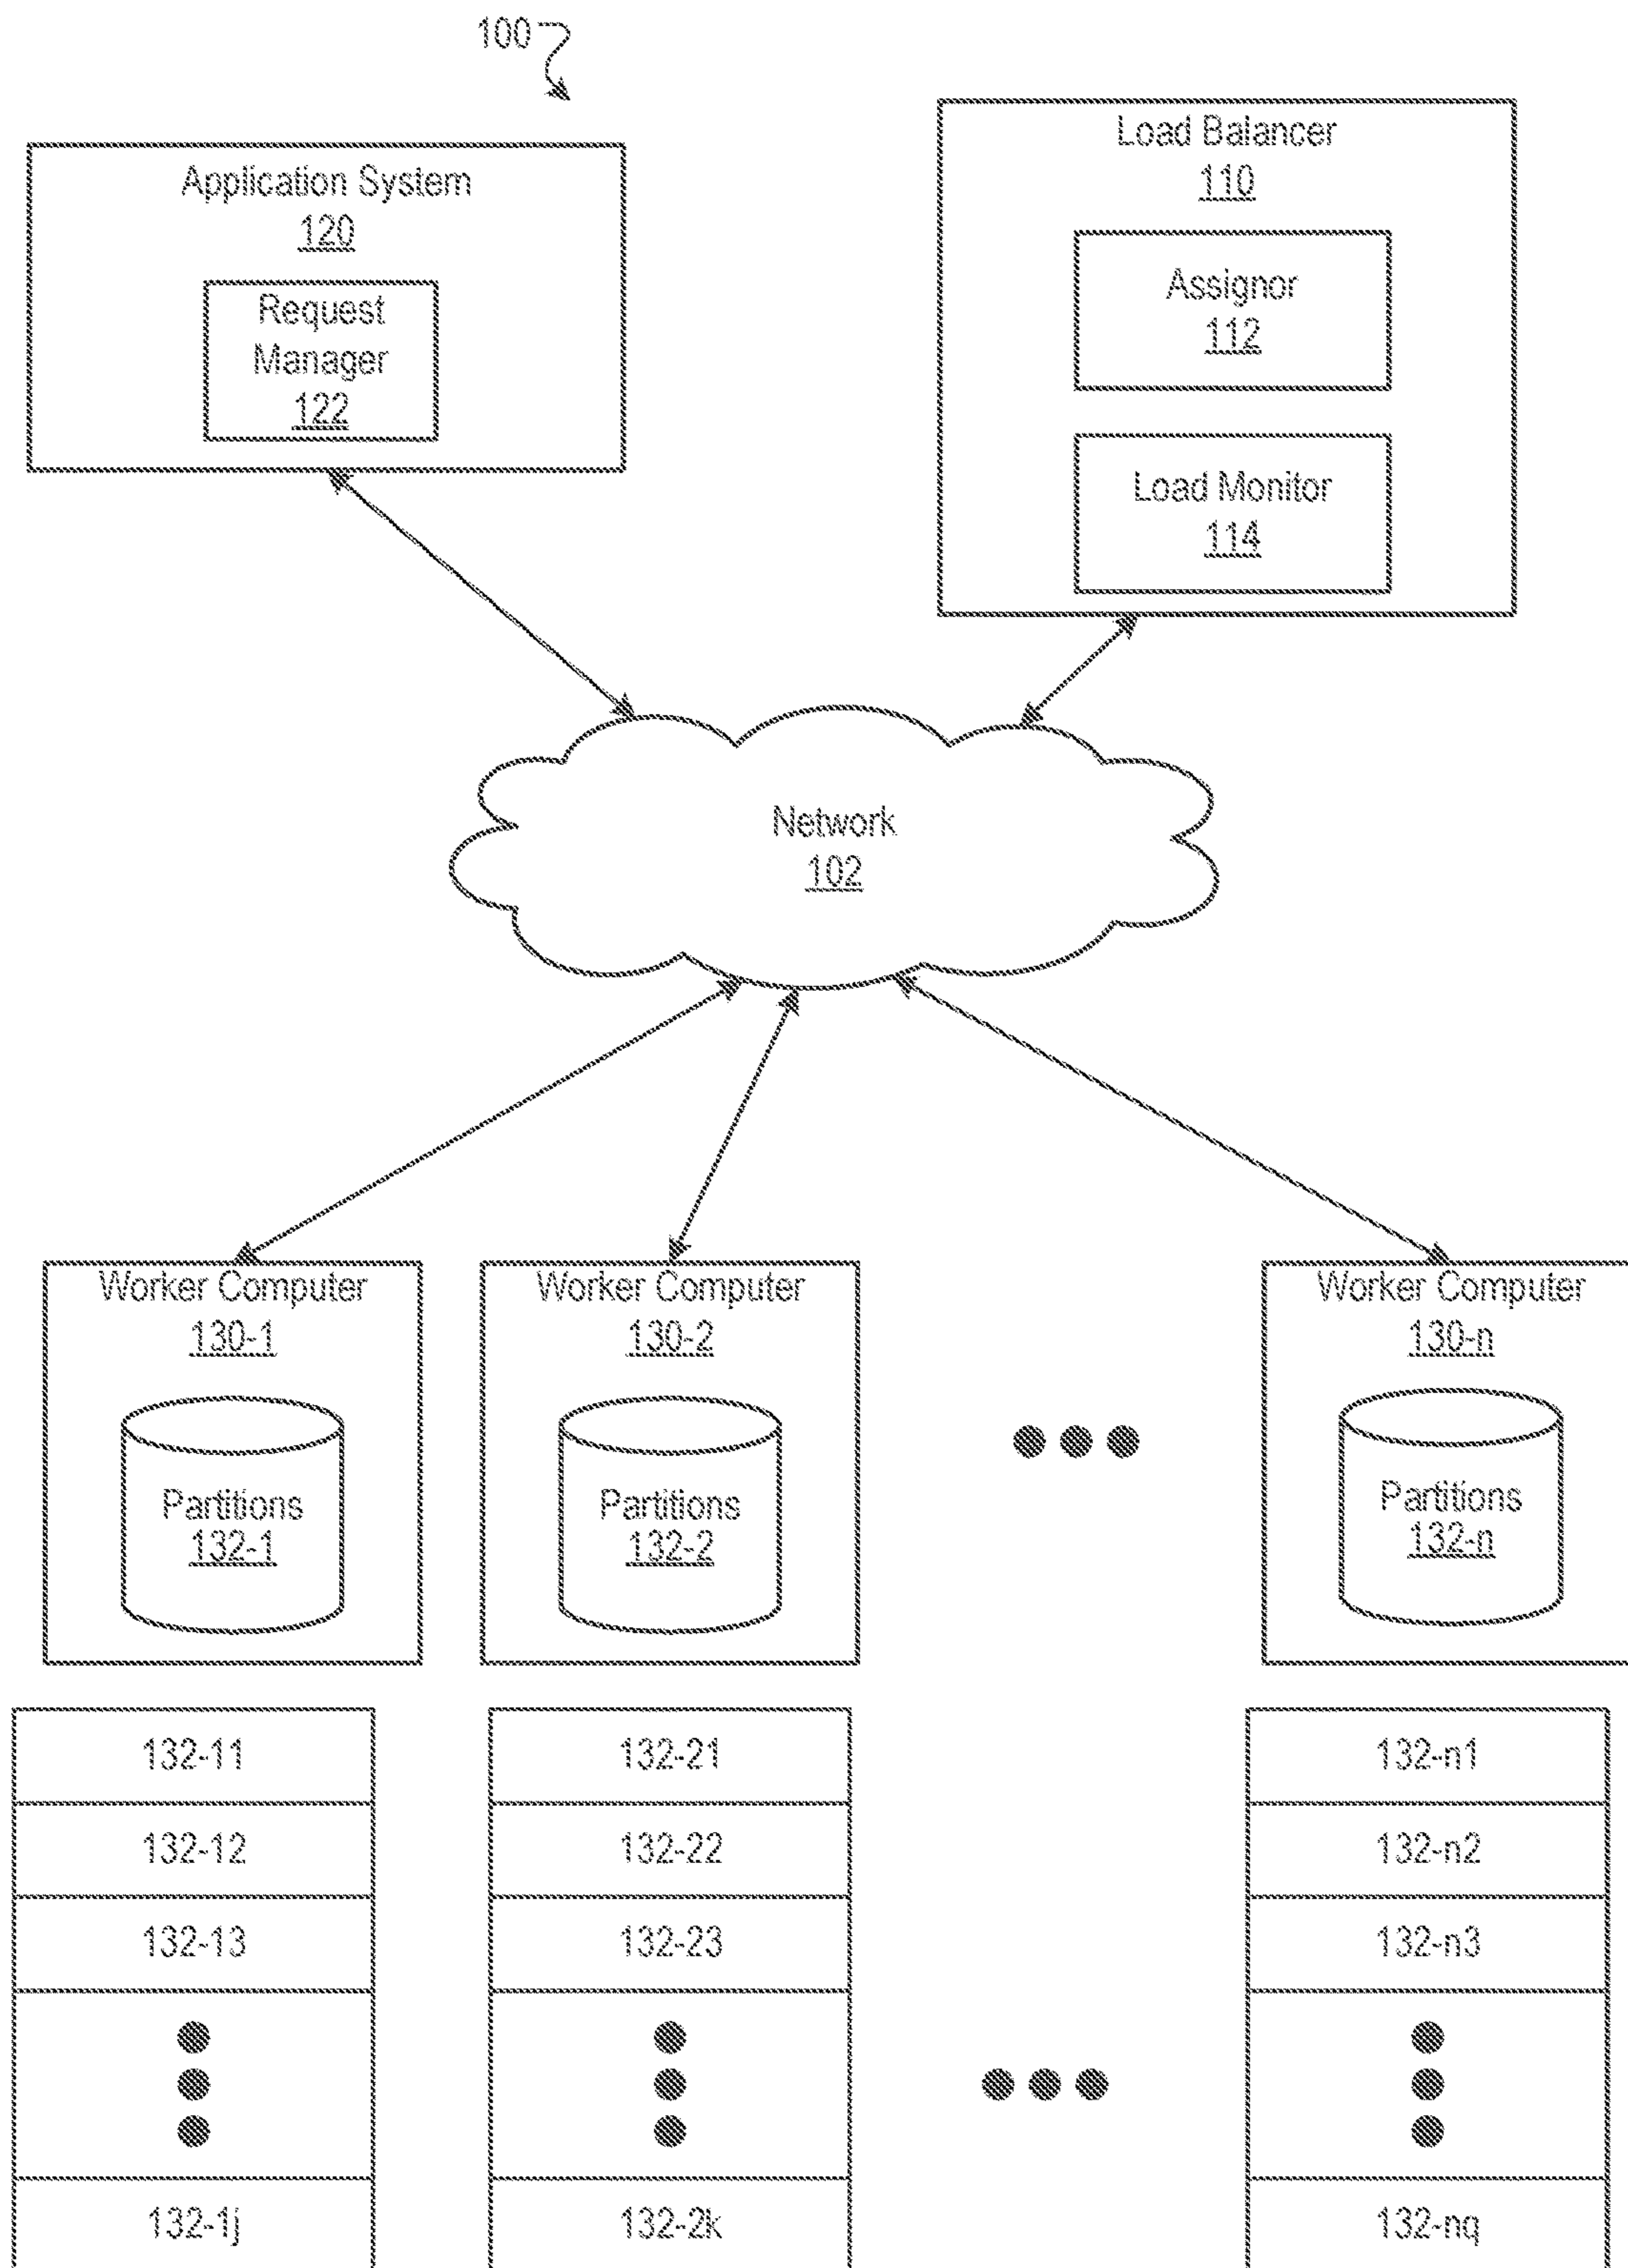 100
Application System
120
Request
Manager
122
Load Balancer
110
Assignor
112
Load Monitor
114
Network
102
Worker Computer
130-1
Partitions
132-1
Worker Computer
130-2
Partitions
132-2
Worker Computer
130-n
Partitions
132-n
132-11
132-12
132-13
132-1j
132-21
132-22
132-23
132-2k
132-n1
132-n2
132-n3
132-nq